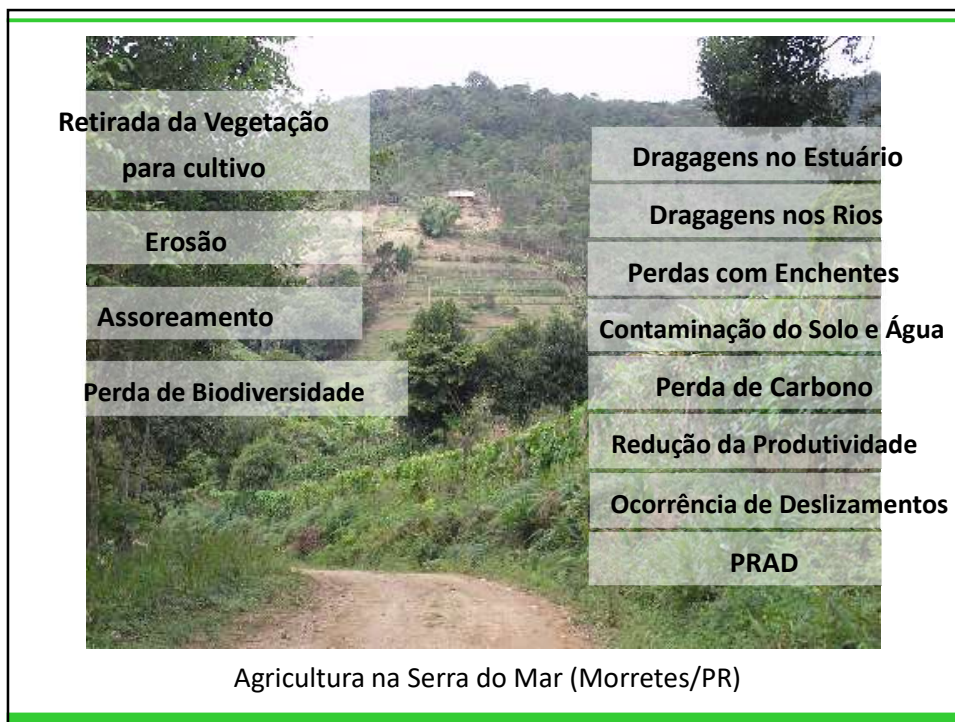 Retirada da Vegetação
para cultivo
Erosão
Assoreamento
Perda de Biodiversidade
Dragagens no Estuário
Dragagens nos Rios
Perdas com Enchentes
Contaminação do Solo e Água
Perda de Carbono
Redução da Produtividade
Ocorrência de Deslizamentos
PRAD
Agricultura na Serra do Mar (Morretes/PR)